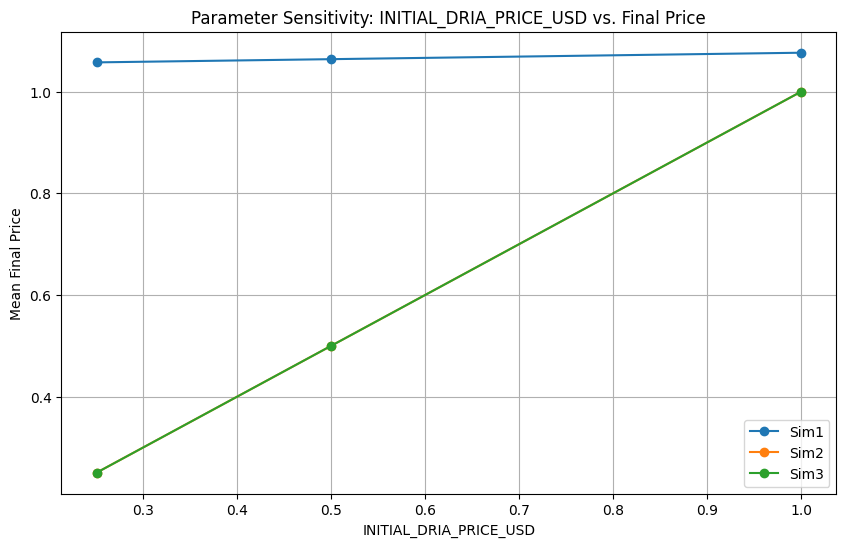 Parameter Sensitivity: INITIAL_DRIA_PRICE_USD vs. Final Price
Mean Final Price
1.0
0.8
0.6
0.4
0.3
0.4
0.5
0.6
0.7
0.8
0.9
1.0
INITIAL_DRIA_PRICE_USD
Sim1
Sim2
Sim3